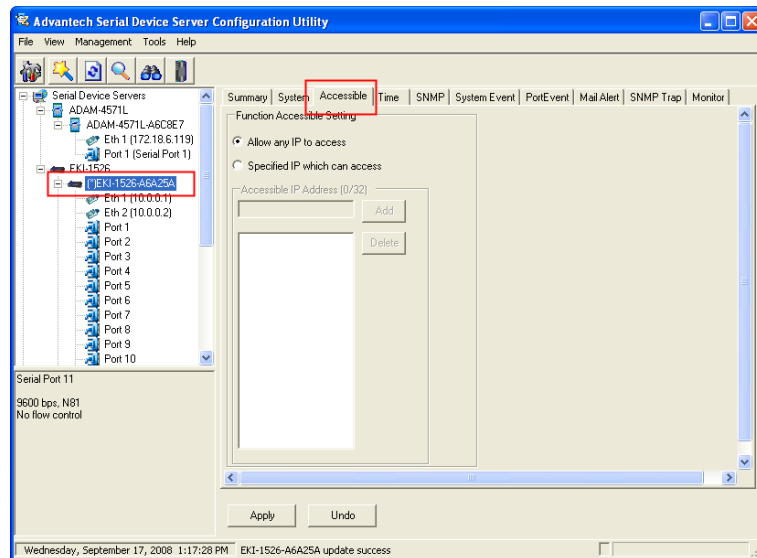 Advantech Serial Device Server Configuration Utility
File View Management Tools Help
Serial Device Servers
ADAM-4571L
ADAM-4571L-A6C8E7
Eth 1 (172.18.6.119)
Port 1 (Serial Port 1)
EKI-1526
(*)EKI-1526-A6A25A
Eth 1 (10.0.0.1)
Eth 2 (10.0.0.2)
Port 1
Port 2
Port 3
Port 4
Port 5
Port 6
Port 7
Port 8
Port 9
Port 10
Serial Port 11
9600 bps, N81
No flow control
Summary System Accessible Time SNMP System Event PortEvent Mail Alert SNMP Trap Monitor
Function Accessible Setting
Allow any IP to access
Specified IP which can access
Accessible IP Address (0/32)
Add
Delete
Apply Undo
Wednesday, September 17, 2008 1:17:28 PM EKI-1526-A6A25A update success